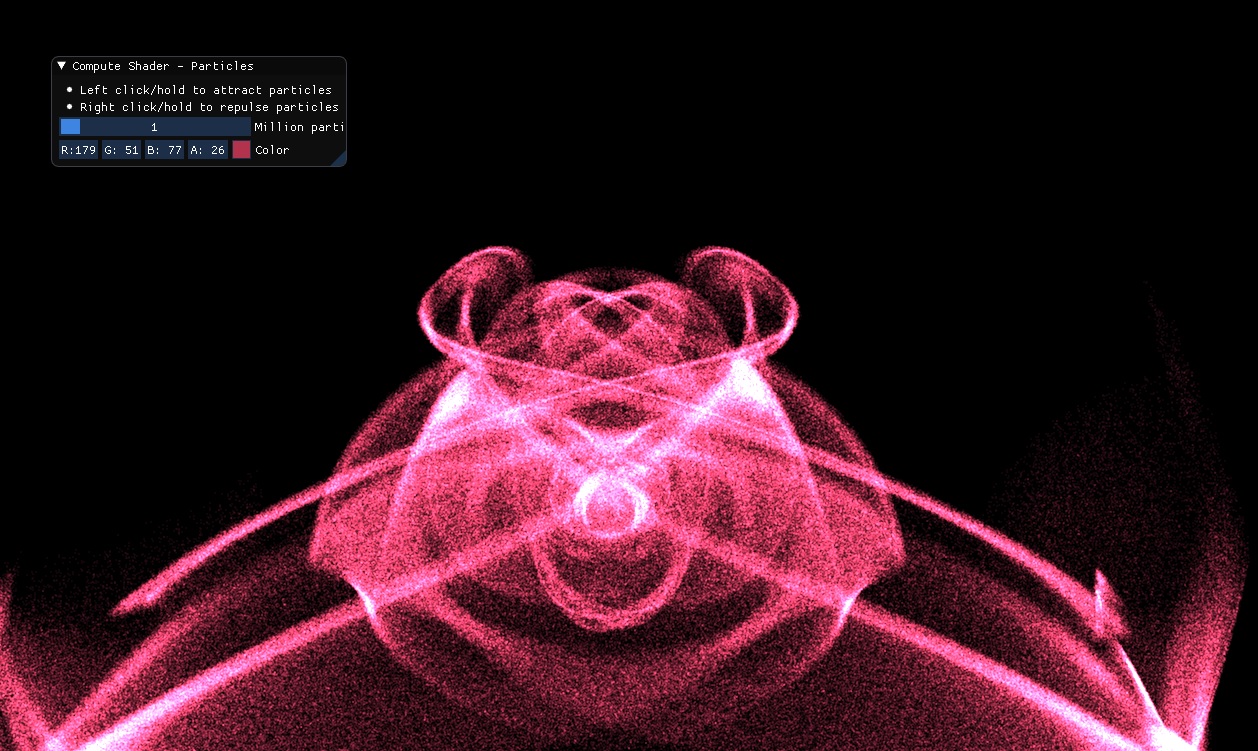 Compute Shader - Particles
Left click/hold to attract particles
Right click/hold to repulse particles
1 Million parti
R:179 G: 51 B: 77 A: 26 Color